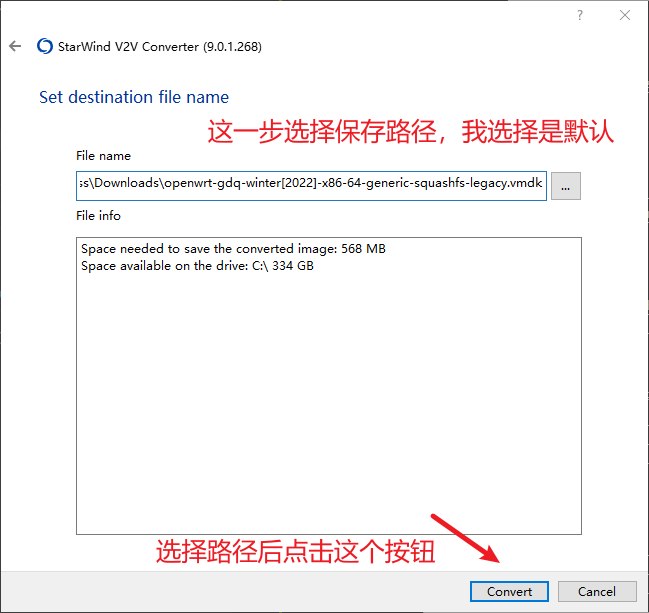 StarWind V2V Converter (9.0.1.268)
Set destination file name
这一步选择保存路径，我选择是默认
File name
ss\Downloads\openwrt-gdq-winter[2022]-x86-64-generic-squashfs-legacy.vmdk
...
File info
Space needed to save the converted image: 568 MB
Space available on the drive: C:\ 334 GB
选择路径后点击这个按钮
Convert
Cancel